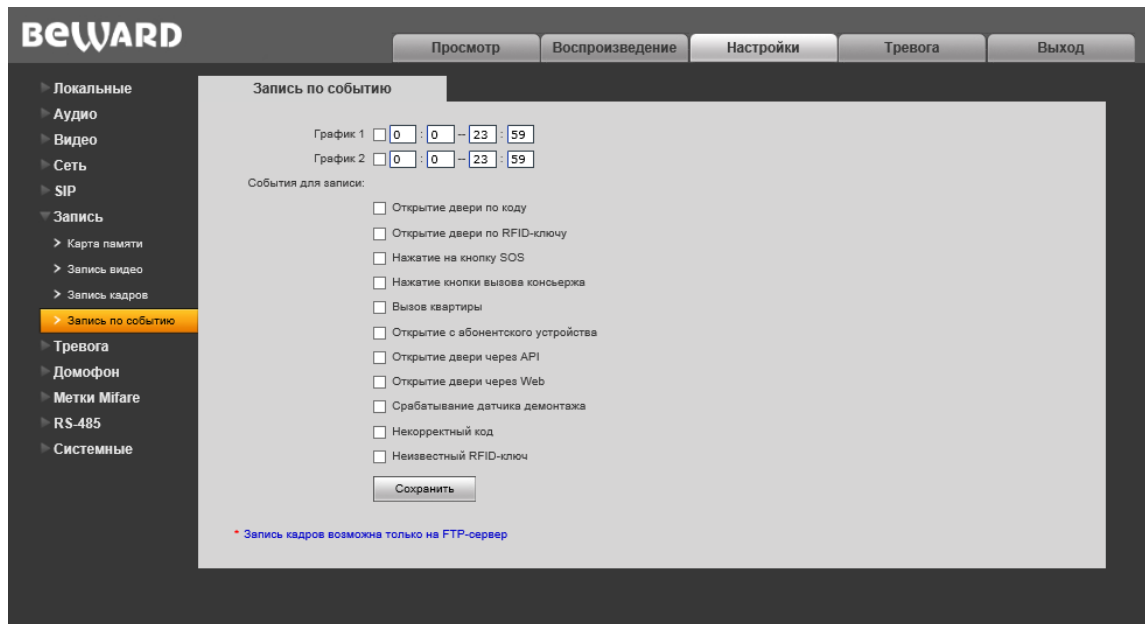 BEWARD
Просмотр Воспроизведение Настройки Тревога Выход
Локальные
Аудио
Видео
Сеть
SIP
Запись
> Карта памяти
> Запись видео
> Запись кадров
> Запись по событию
Тревога
Домофон
Метки Mifare
RS-485
Системные
Запись по событию
График 1 0 : 0 – 23 : 59
График 2 0 : 0 – 23 : 59
События для записи:
Открытие двери по коду
Открытие двери по RFID-ключу
Нажатие на кнопку SOS
Нажатие кнопки вызова консьержа
Вызов квартиры
Открытие с абонентского устройства
Открытие двери через API
Открытие двери через Web
Срабатывание датчика демонтажа
Некорректный код
Неизвестный RFID-ключ
Сохранить
* Запись кадров возможна только на FTP-сервер